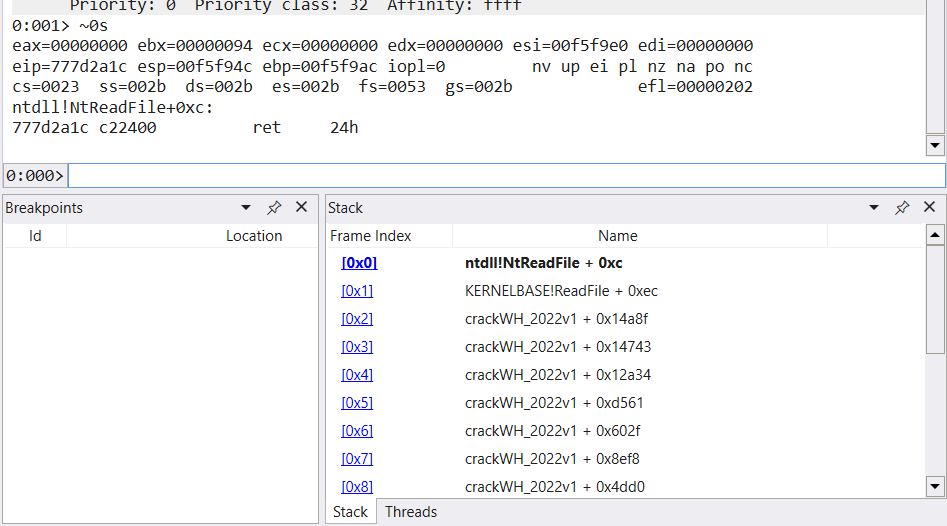 Priority: 0  Priority class: 32  Affinity: ffff
0:001> ~0s
eax=00000000 ebx=00000094 ecx=00000000 edx=00000000 esi=00f5f9e0 edi=00000000
eip=777d2a1c esp=00f5f94c ebp=00f5f9ac iopl=0         nv up ei pl nz na po nc
cs=0023  ss=002b  ds=002b  es=002b  fs=0053  gs=002b             efl=00000202
ntdll!NtReadFile+0xc:
777d2a1c c22400          ret     24h
0:000>
Breakpoints
Id Location
Stack
Frame Index Name
[0x0] ntdll!NtReadFile + 0xc
[0x1] KERNELBASE!ReadFile + 0xec
[0x2] crackWH_2022v1 + 0x14a8f
[0x3] crackWH_2022v1 + 0x14743
[0x4] crackWH_2022v1 + 0x12a34
[0x5] crackWH_2022v1 + 0xd561
[0x6] crackWH_2022v1 + 0x602f
[0x7] crackWH_2022v1 + 0x8ef8
[0x8] crackWH_2022v1 + 0x4dd0
Stack Threads